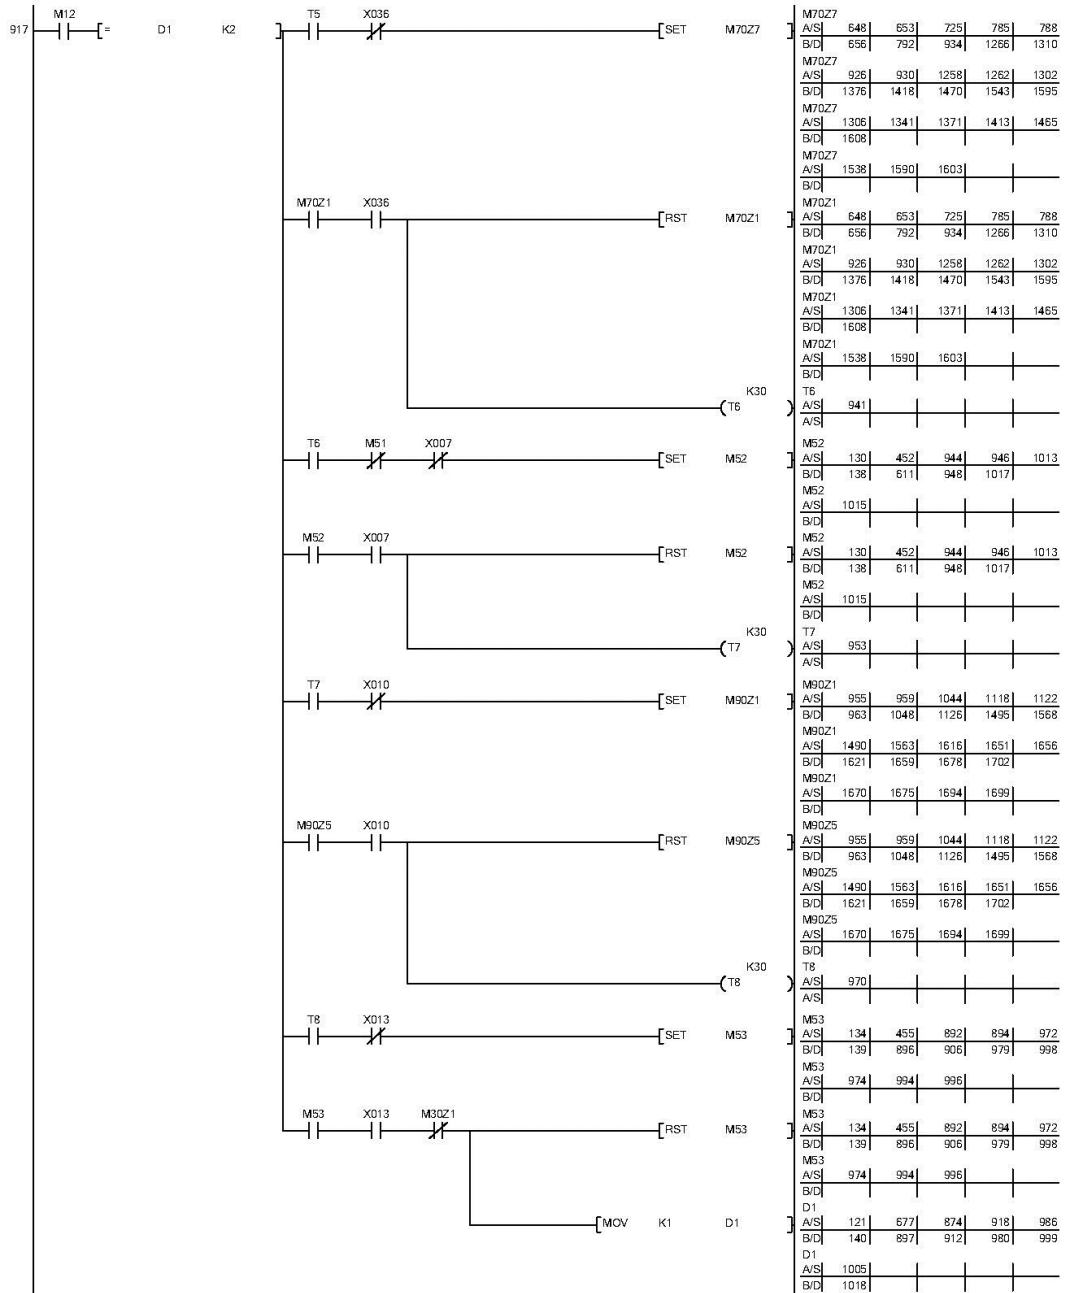 M12
917 = D1 K2
T5 X036
SET M70Z7
M70Z7
A/S 648 653 725 785 788
B/D 656 792 934 1266 1310
M70Z7
A/S 926 930 1258 1262 1302
B/D 1376 1418 1470 1543 1595
M70Z7
A/S 1306 1341 1371 1413 1465
B/D 1608
M70Z7
A/S 1538 1590 1603
B/D
M70Z1 X036
RST M70Z1
M70Z1
A/S 648 653 725 785 788
B/D 656 792 934 1266 1310
M70Z1
A/S 926 930 1258 1262 1302
B/D 1376 1418 1470 1543 1595
M70Z1
A/S 1306 1341 1371 1413 1465
B/D 1608
M70Z1
A/S 1538 1590 1603
B/D
K30
T6
T6
A/S 941
A/S
T6 M51 X007
SET M52
M52
A/S 130 452 944 946 1013
B/D 138 611 948 1017
M52
A/S 1015
B/D
M52 X007
RST M52
M52
A/S 130 452 944 946 1013
B/D 138 611 948 1017
M52
A/S 1015
B/D
K30
T7
T7
A/S 953
A/S
T7 X010
SET M90Z1
M90Z1
A/S 955 959 1044 1118 1122
B/D 963 1048 1126 1495 1568
M90Z1
A/S 1490 1563 1616 1651 1656
B/D 1621 1659 1678 1702
M90Z1
A/S 1670 1675 1694 1699
B/D
M90Z5 X010
RST M90Z5
M90Z5
A/S 955 959 1044 1118 1122
B/D 963 1048 1126 1495 1568
M90Z5
A/S 1490 1563 1616 1651 1656
B/D 1621 1659 1678 1702
M90Z5
A/S 1670 1675 1694 1699
B/D
K30
T8
T8
A/S 970
A/S
T8 X013
SET M53
M53
A/S 134 455 892 894 972
B/D 139 896 906 979 998
M53
A/S 974 994 996
B/D
M53 X013 M30Z1
RST M53
M53
A/S 134 455 892 894 972
B/D 139 896 906 979 998
M53
A/S 974 994 996
B/D
MOV K1 D1
D1
A/S 121 677 874 918 986
B/D 140 897 912 980 999
D1
A/S 1005
B/D 1018